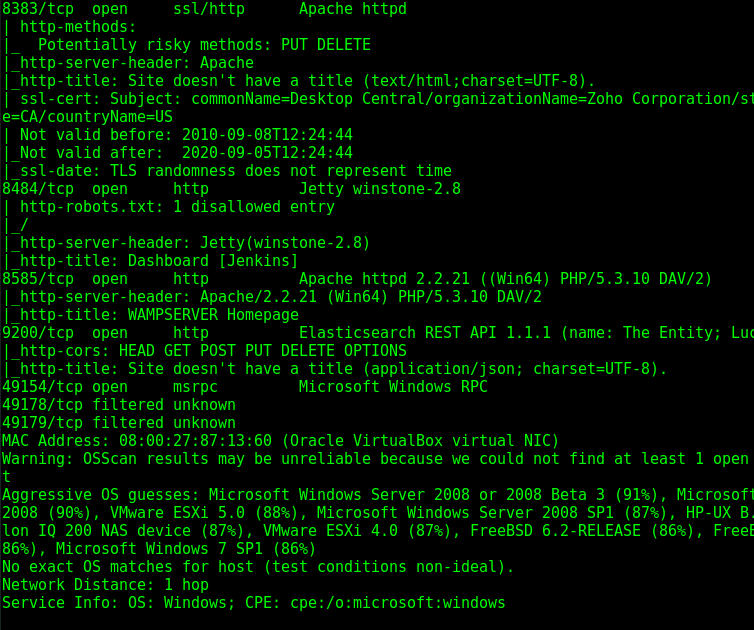 8383/tcp  open     ssl/http      Apache httpd
| http-methods:
|_  Potentially risky methods: PUT DELETE
|_http-server-header: Apache
|_http-title: Site doesn't have a title (text/html;charset=UTF-8).
| ssl-cert: Subject: commonName=Desktop Central/organizationName=Zoho Corporation/st
e=CA/countryName=US
| Not valid before: 2010-09-08T12:24:44
|_Not valid after:  2020-09-05T12:24:44
|_ssl-date: TLS randomness does not represent time
8484/tcp  open     http          Jetty winstone-2.8
| http-robots.txt: 1 disallowed entry
|_/
|_http-server-header: Jetty(winstone-2.8)
|_http-title: Dashboard [Jenkins]
8585/tcp  open     http          Apache httpd 2.2.21 ((Win64) PHP/5.3.10 DAV/2)
|_http-server-header: Apache/2.2.21 (Win64) PHP/5.3.10 DAV/2
|_http-title: WAMPSERVER Homepage
9200/tcp  open     http          Elasticsearch REST API 1.1.1 (name: The Entity; Luc
|_http-cors: HEAD GET POST PUT DELETE OPTIONS
|_http-title: Site doesn't have a title (application/json; charset=UTF-8).
49154/tcp open     msrpc         Microsoft Windows RPC
49178/tcp filtered unknown
49179/tcp filtered unknown
MAC Address: 08:00:27:87:13:60 (Oracle VirtualBox virtual NIC)
Warning: OSScan results may be unreliable because we could not find at least 1 open
t
Aggressive OS guesses: Microsoft Windows Server 2008 or 2008 Beta 3 (91%), Microsoft
2008 (90%), VMware ESXi 5.0 (88%), Microsoft Windows Server 2008 SP1 (87%), HP-UX B.
lon IQ 200 NAS device (87%), VMware ESXi 4.0 (87%), FreeBSD 6.2-RELEASE (86%), FreeB
86%), Microsoft Windows 7 SP1 (86%)
No exact OS matches for host (test conditions non-ideal).
Network Distance: 1 hop
Service Info: OS: Windows; CPE: cpe:/o:microsoft:windows